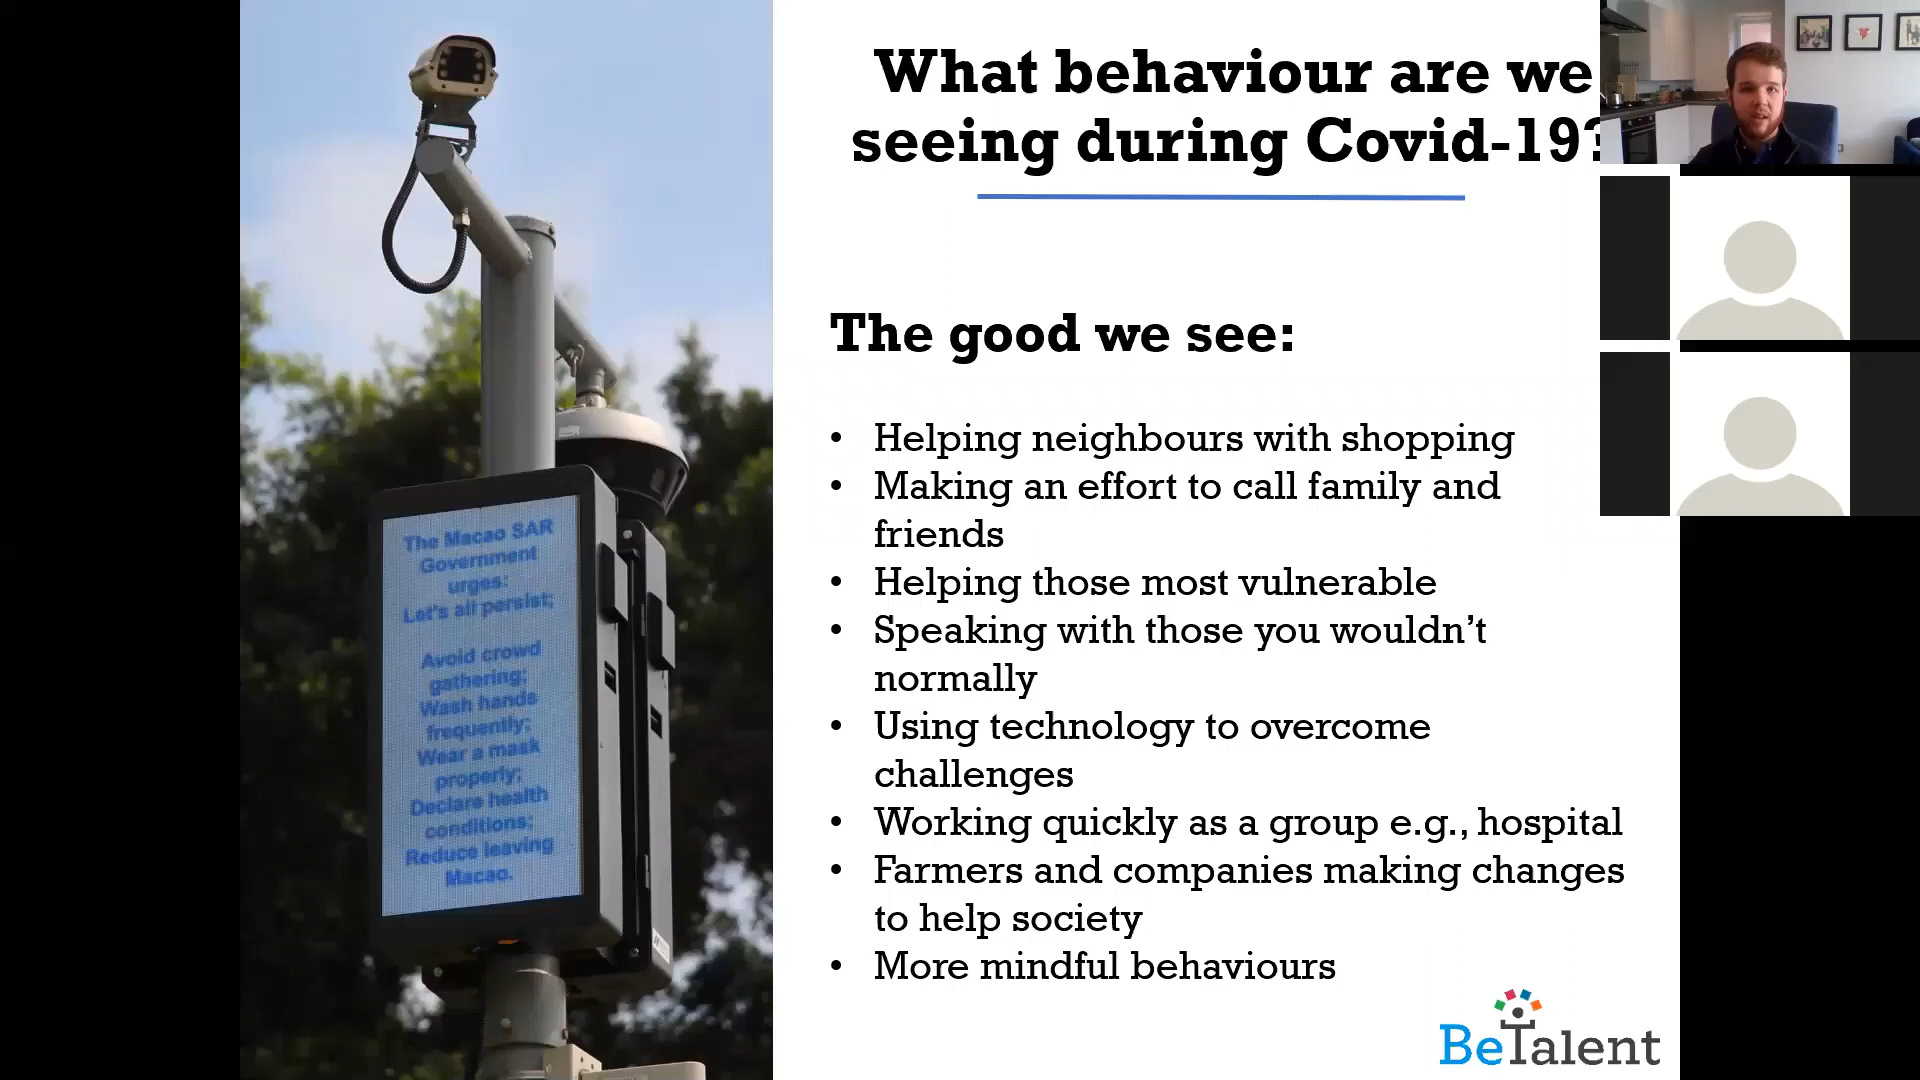 The Macao SAR
Government
urges:
Let's all persist;
Avoid crowd
gathering;
Wash hands
frequently;
Wear a mask
properly;
Declare health
conditions;
Reduce leaving
Macao.
What behaviour are we
seeing during Covid-19?
The good we see:
• Helping neighbours with shopping
• Making an effort to call family and
friends
• Helping those most vulnerable
• Speaking with those you wouldn’t
normally
• Using technology to overcome
challenges
• Working quickly as a group e.g., hospital
• Farmers and companies making changes
to help society
• More mindful behaviours
BeTalent